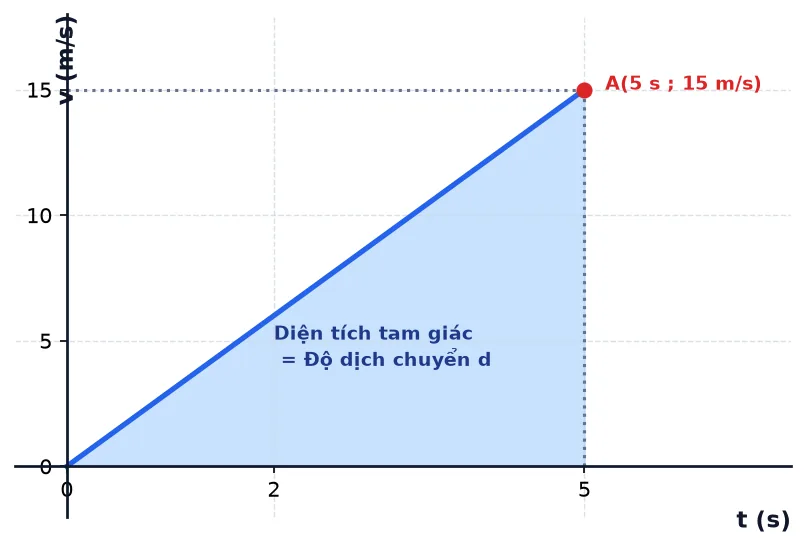 v (m/s)
15
A(5 s ; 15 m/s)
10
5
Diện tích tam giác
= Độ dịch chuyển d
0
0
2
5
t (s)